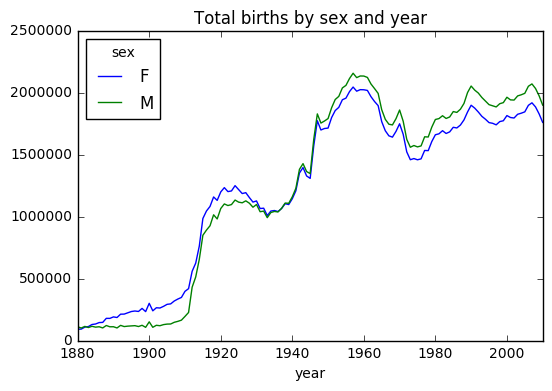 Total births by sex and year
2500000
2000000
1500000
1000000
500000
0
sex
F
M
1880 1900 1920 1940 1960 1980 2000
year